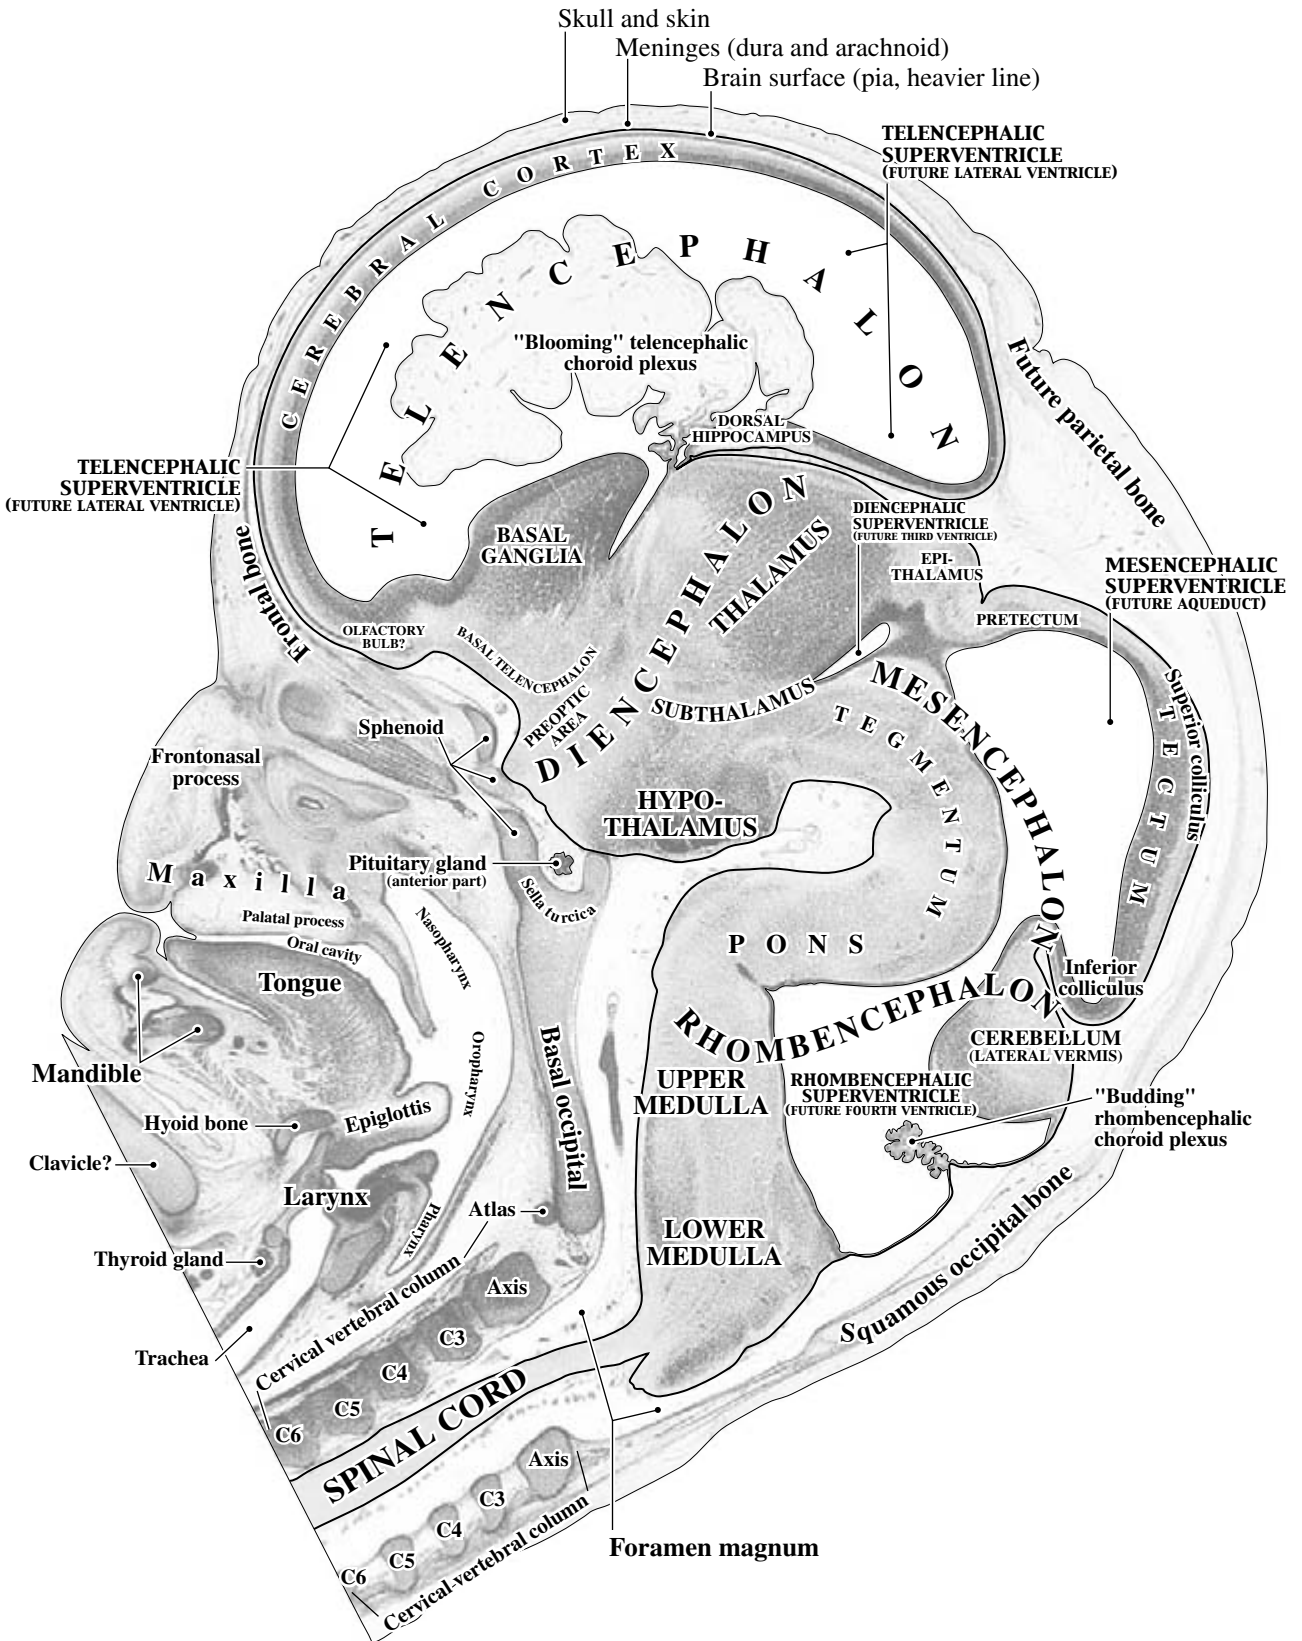 Skull and skin
Meninges (dura and arachnoid)
Brain surface (pia, heavier line)
TELENCEPHALIC
SUPERVENTRICLE
(FUTURE LATERAL VENTRICLE)
CEREBRAL CORTEX
TELENCEPHALON
"Blooming" telencephalic
choroid plexus
DORSAL
HIPPOCAMPUS
Future parietal bone
TELENCEPHALIC
SUPERVENTRICLE
(FUTURE LATERAL VENTRICLE)
Frontal bone
BASAL
GANGLIA
DIENCEPHALON
THALAMUS
DIENCEPHALIC
SUPERVENTRICLE
(FUTURE THIRD VENTRICLE)
EPI-
THALAMUS
MESENCEPHALIC
SUPERVENTRICLE
(FUTURE AQUEDUCT)
PRETECTUM
OLFACTORY
BULB?
BASAL TELENCEPHALON
PREOPTIC
AREA
SUBTHALAMUS
MESENCEPHALON
TEGMENTUM
Superior colliculus
TECTUM
Sphenoid
Frontonasal
process
HYPO-
THALAMUS
Pituitary gland
(anterior part)
Sella turcica
Maxilla
Palatal process
Nasopharynx
Oral cavity
Tongue
PONS
Inferior
colliculus
RHOMBENCEPHALON
CEREBELLUM
(LATERAL VERMIS)
Mandible
Oropharynx
Basal occipital
UPPER
MEDULLA
RHOMBENCEPHALIC
SUPERVENTRICLE
(FUTURE FOURTH VENTRICLE)
"Budding"
rhombencephalic
choroid plexus
Hyoid bone
Epiglottis
Clavicle?
Larynx
Pharynx
Atlas
LOWER
MEDULLA
Squamous occipital bone
Thyroid gland
Cervical vertebral column
Axis
C3
C4
C5
C6
Trachea
SPINAL CORD
Axis
C3
C4
C5
C6
Cervical vertebral column
Foramen magnum